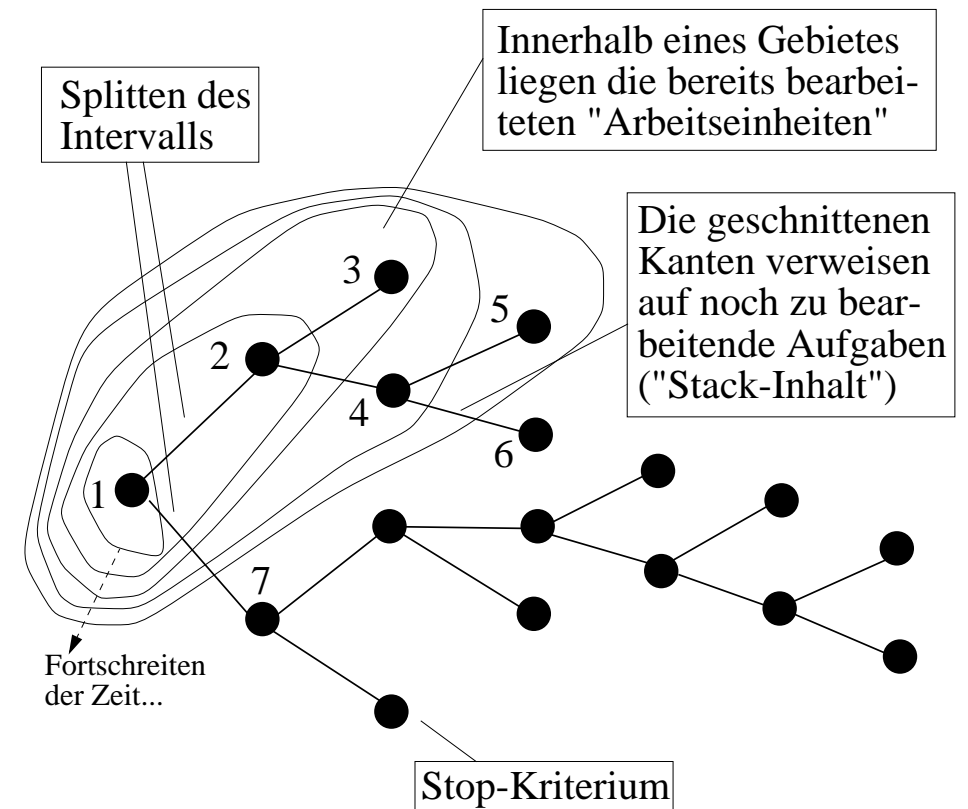 Innerhalb eines Gebietes
liegen die bereits bearbei-
teten "Arbeitseinheiten"
Splitten des
Intervalls
Die geschnittenen
Kanten verweisen
auf noch zu bear-
beitende Aufgaben
("Stack-Inhalt")
3
5
2
4
6
1
7
Fortschreiten
der Zeit...
Stop-Kriterium